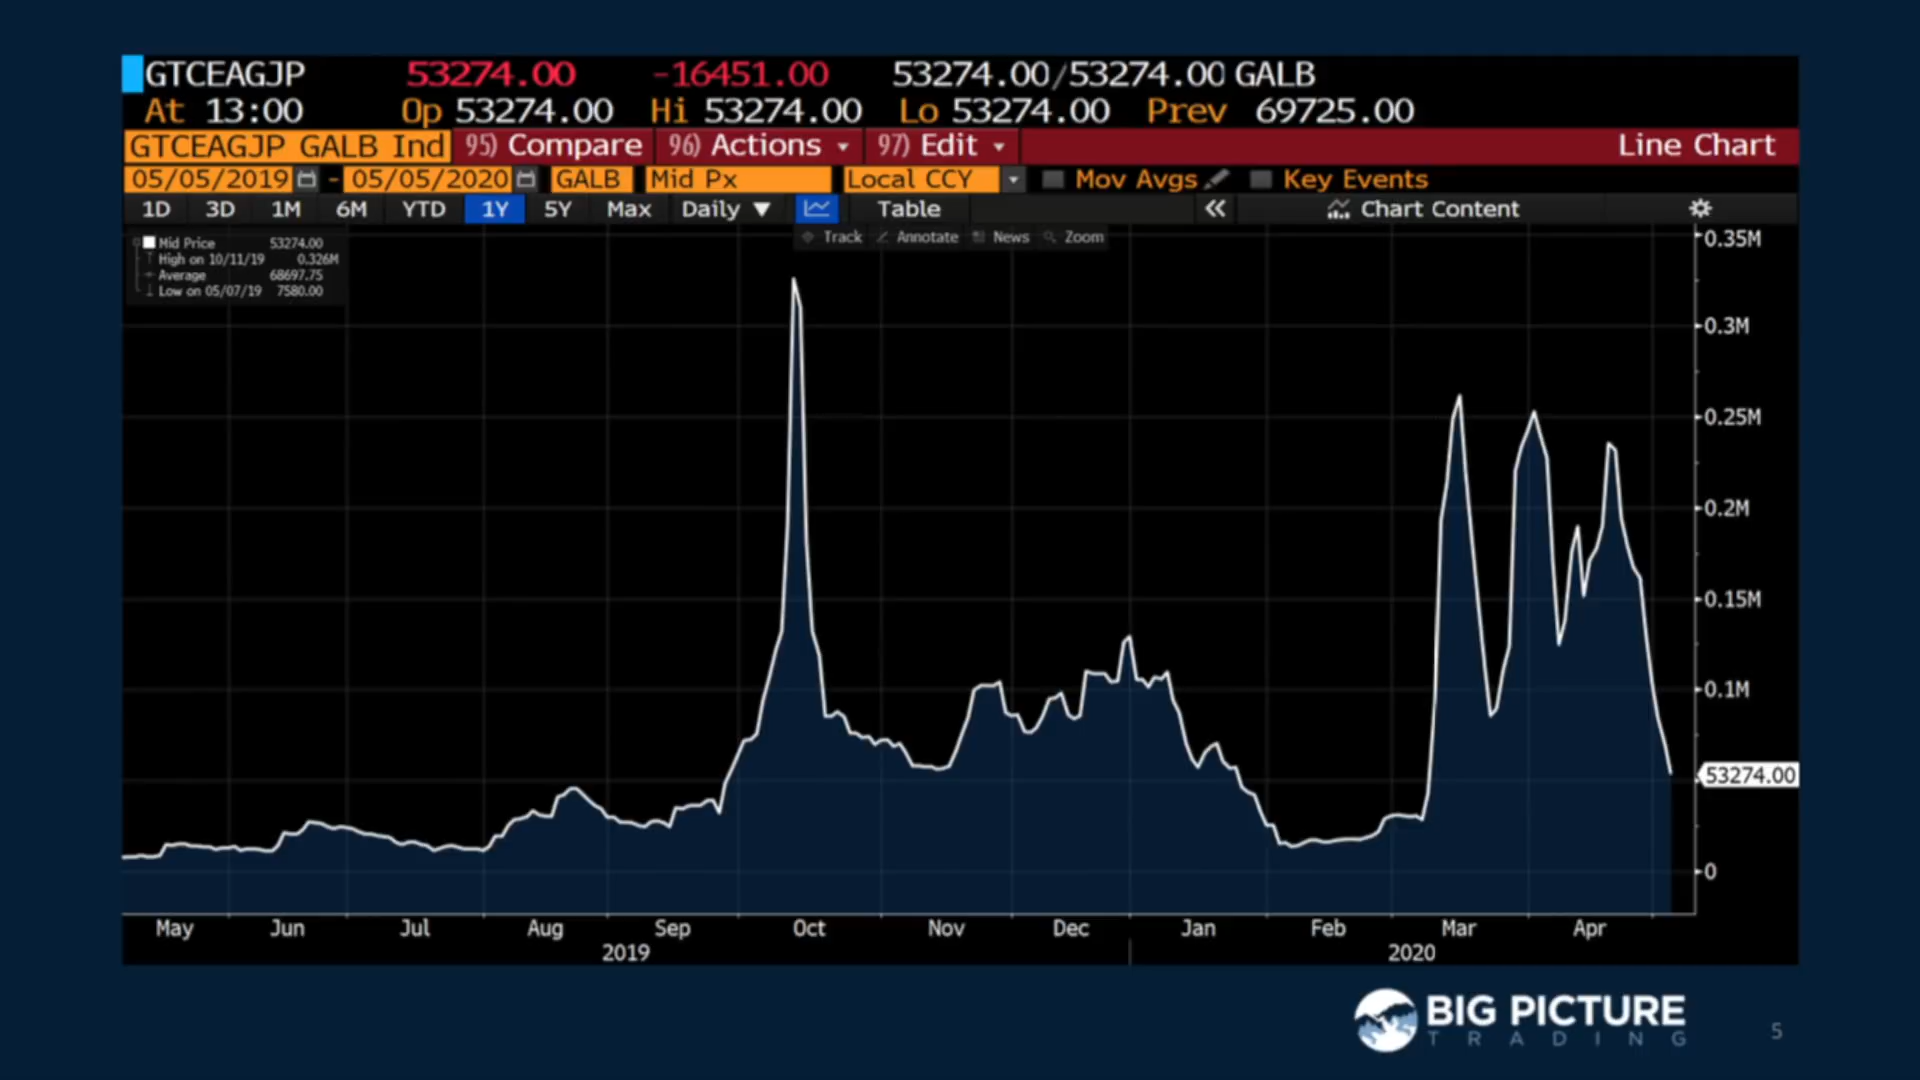 GTCEAGJP 53274.00 -16451.00 53274.00/53274.00 GALB
At 13:00 Op 53274.00 Hi 53274.00 Lo 53274.00 Prev 69725.00
GTCEAGJP GALB Ind 95) Compare 96) Actions 97) Edit Line Chart
05/05/2019 - 05/05/2020 GALB Mid Px Local CCY Mov Avgs Key Events
1D 3D 1M 6M YTD 1Y 5Y Max Daily Table Chart Content
Track Annotate News Zoom
Mid Price 53274.00
High on 10/11/19 0.326M
Average 68697.75
Low on 05/07/19 7580.00
0.35M
0.3M
0.25M
0.2M
0.15M
0.1M
53274.00
0
May Jun Jul Aug Sep Oct Nov Dec Jan Feb Mar Apr
2019 2020
BIG PICTURE
TRADING
5